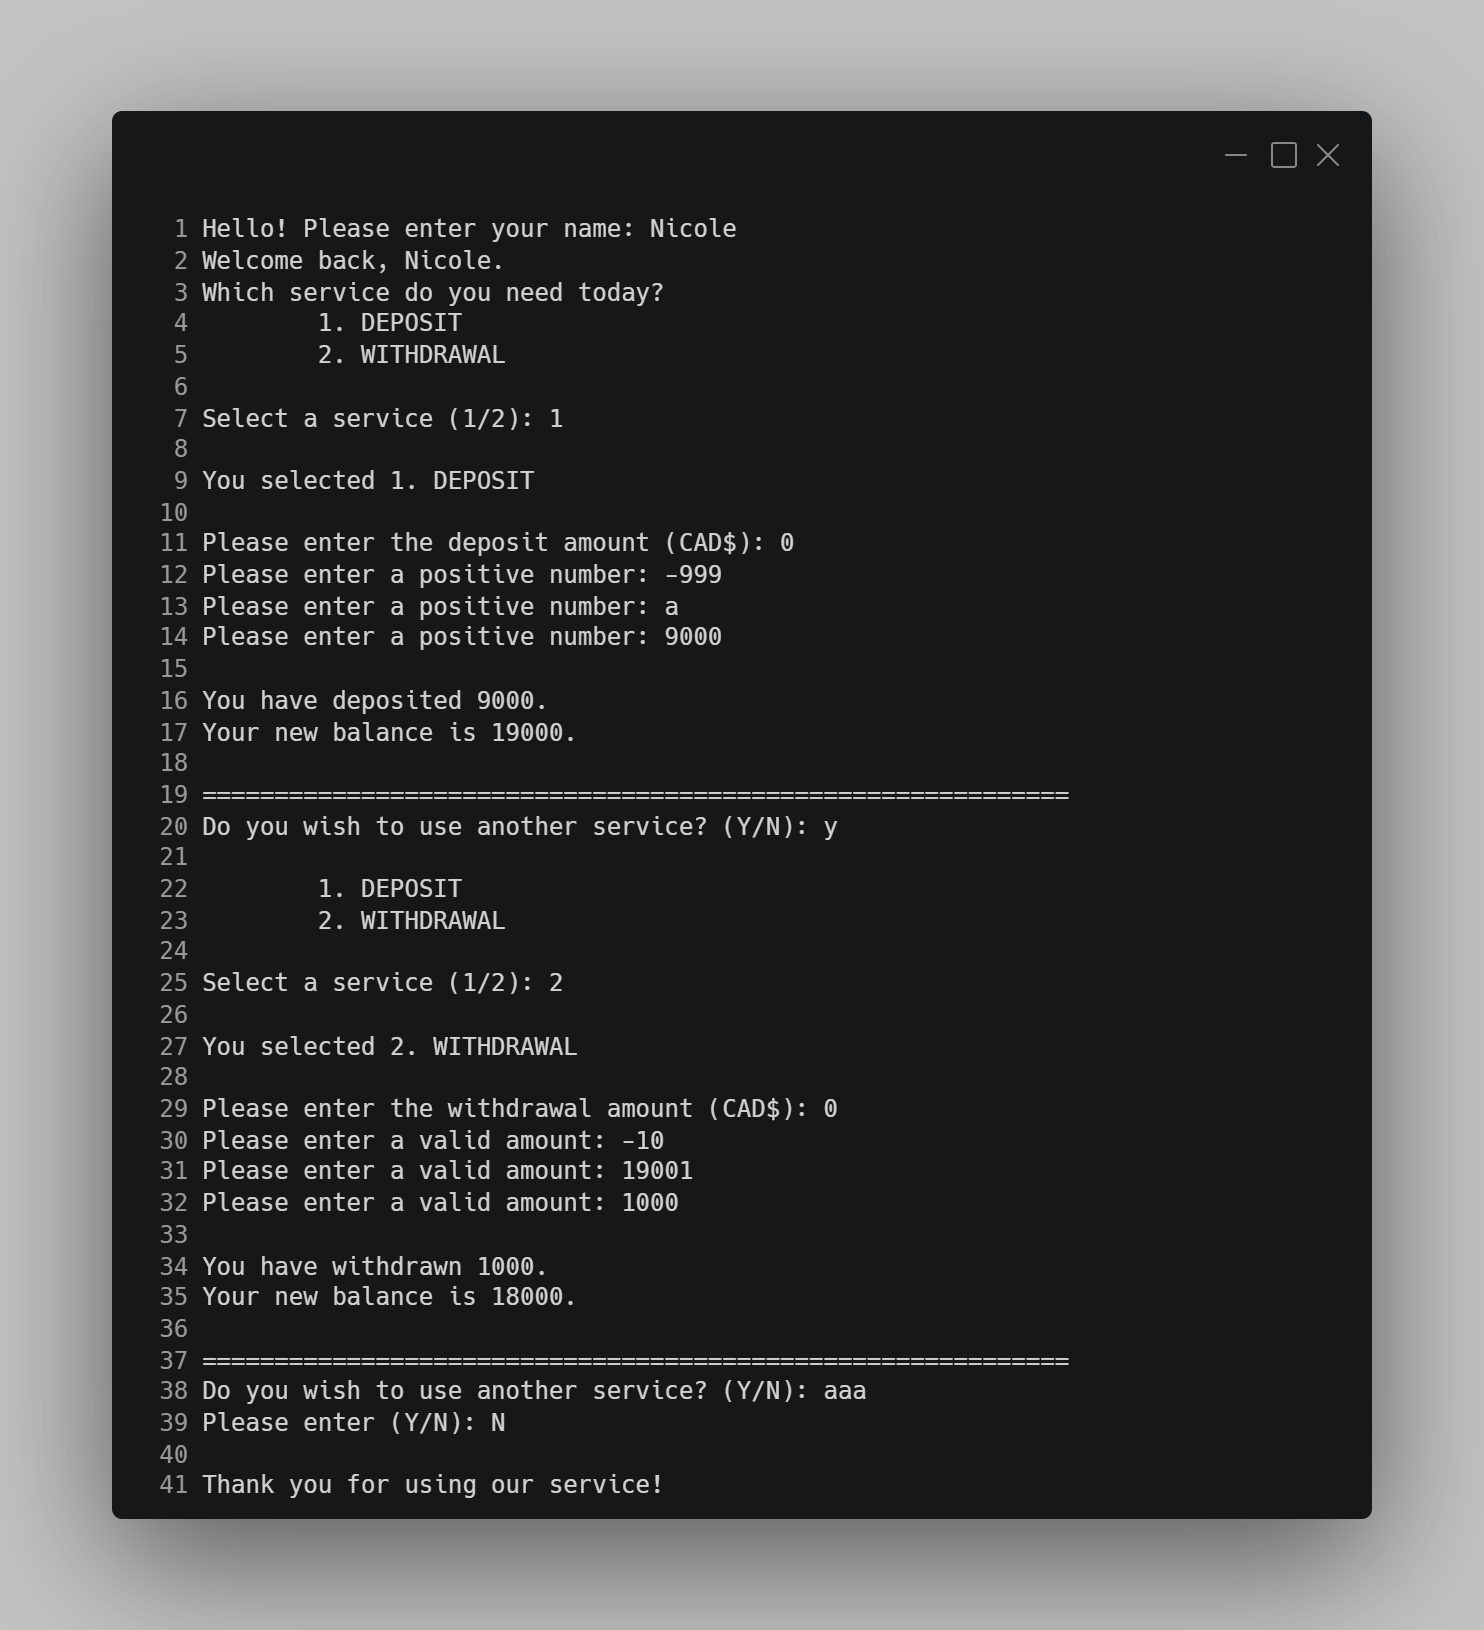 1 Hello! Please enter your name: Nicole
2 Welcome back, Nicole.
3 Which service do you need today?
4         1. DEPOSIT
5         2. WITHDRAWAL
6
7 Select a service (1/2): 1
8
9 You selected 1. DEPOSIT
10
11 Please enter the deposit amount (CAD$): 0
12 Please enter a positive number: -999
13 Please enter a positive number: a
14 Please enter a positive number: 9000
15
16 You have deposited 9000.
17 Your new balance is 19000.
18
19 ============================================================
20 Do you wish to use another service? (Y/N): y
21
22         1. DEPOSIT
23         2. WITHDRAWAL
24
25 Select a service (1/2): 2
26
27 You selected 2. WITHDRAWAL
28
29 Please enter the withdrawal amount (CAD$): 0
30 Please enter a valid amount: -10
31 Please enter a valid amount: 19001
32 Please enter a valid amount: 1000
33
34 You have withdrawn 1000.
35 Your new balance is 18000.
36
37 ============================================================
38 Do you wish to use another service? (Y/N): aaa
39 Please enter (Y/N): N
40
41 Thank you for using our service!